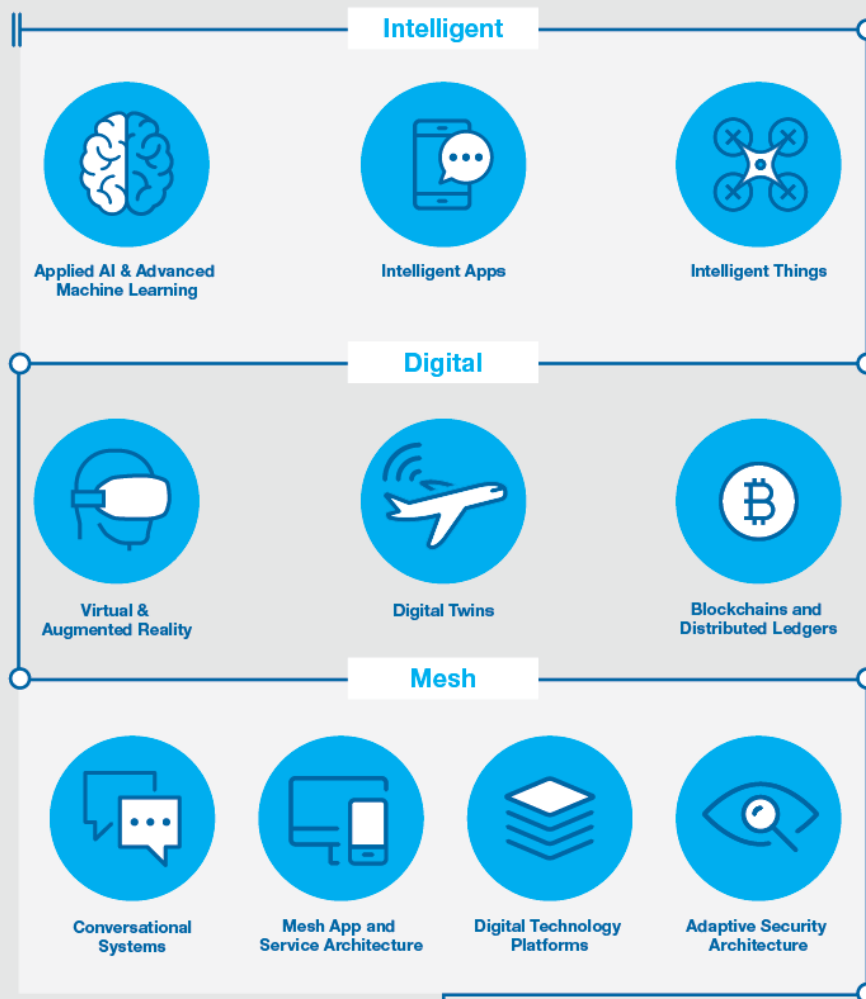 Intelligent
Applied AI & Advanced
Machine Learning
Intelligent Apps
Intelligent Things
Digital
Virtual &
Augmented Reality
Digital Twins
Blockchains and
Distributed Ledgers
Mesh
Conversational
Systems
Mesh App and
Service Architecture
Digital Technology
Platforms
Adaptive Security
Architecture